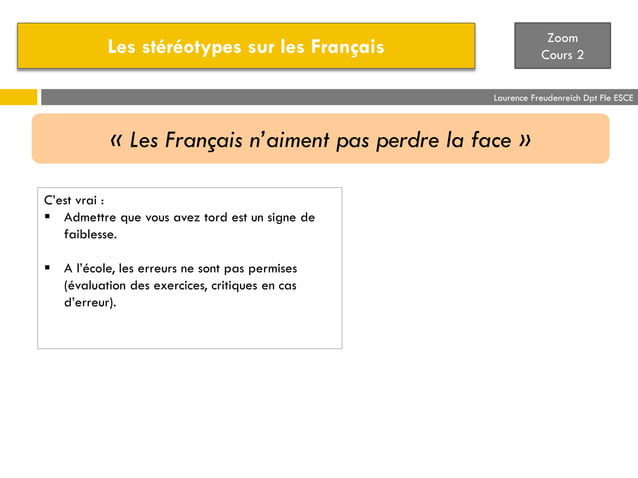 Les stéréotypes sur les Français
Zoom
Cours 2
Laurence Freudenreich Dpt Fle ESCE
« Les Français n’aiment pas perdre la face »
C’est vrai :
▪ Admettre que vous avez tord est un signe de
faiblesse.
▪ A l’école, les erreurs ne sont pas permises
(évaluation des exercices, critiques en cas
d’erreur).